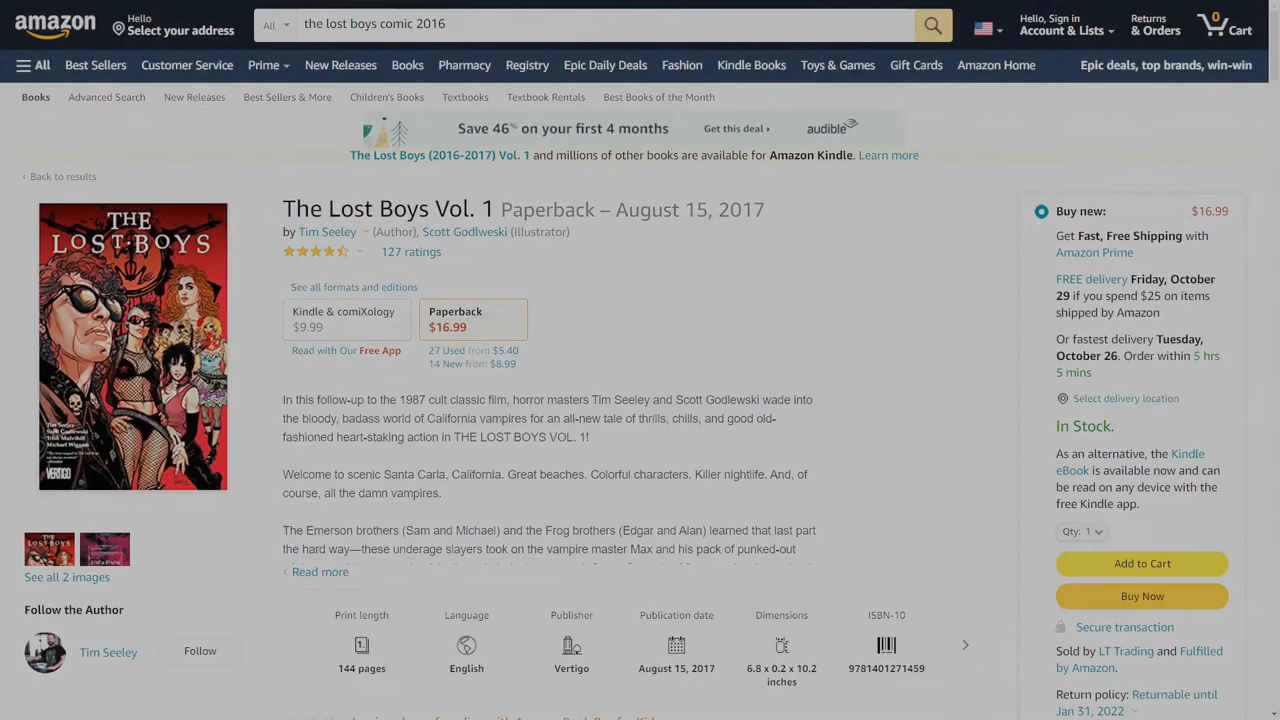 amazon
Hello
Select your address
All
the lost boys comic 2016
Hello, Sign in
Account & Lists
Returns
& Orders
0
Cart
All
Best Sellers
Customer Service
Prime
New Releases
Books
Pharmacy
Registry
Epic Daily Deals
Fashion
Kindle Books
Toys & Games
Gift Cards
Amazon Home
Epic deals, top brands, win-win
Books
Advanced Search
New Releases
Best Sellers & More
Children's Books
Textbooks
Textbook Rentals
Best Books of the Month
Save 46% on your first 4 months
Get this deal ›
audible
The Lost Boys (2016-2017) Vol. 1 and millions of other books are available for Amazon Kindle. Learn more
‹ Back to results
THE
LOST BOYS
Tim Seeley
Scott Godlewski
Trish Mulvihill
Michael Wiggam
VERTIGO
See all 2 images
Follow the Author
Tim Seeley
Follow
The Lost Boys Vol. 1 Paperback – August 15, 2017
by Tim Seeley (Author), Scott Godlweski (Illustrator)
127 ratings
See all formats and editions
Kindle & comiXology
$9.99
Paperback
$16.99
Read with Our Free App
27 Used from $5.40
14 New from $8.99
In this follow-up to the 1987 cult classic film, horror masters Tim Seeley and Scott Godlewski wade into
the bloody, badass world of California vampires for an all-new tale of thrills, chills, and good old-
fashioned heart-staking action in THE LOST BOYS VOL. 1!
Welcome to scenic Santa Carla, California. Great beaches. Colorful characters. Killer nightlife. And, of
course, all the damn vampires.
The Emerson brothers (Sam and Michael) and the Frog brothers (Edgar and Alan) learned that last part
the hard way—these underage slayers took on the vampire master Max and his pack of punked-out
‹ Read more
Print length
144 pages
Language
English
Publisher
Vertigo
Publication date
August 15, 2017
Dimensions
6.8 x 0.2 x 10.2
inches
ISBN-10
9781401271459
Buy new:
$16.99
Get Fast, Free Shipping with
Amazon Prime
FREE delivery Friday, October
29 if you spend $25 on items
shipped by Amazon
Or fastest delivery Tuesday,
October 26. Order within 5 hrs
5 mins
Select delivery location
In Stock.
As an alternative, the Kindle
eBook is available now and can
be read on any device with the
free Kindle app.
Qty: 1
Add to Cart
Buy Now
Secure transaction
Sold by LT Trading and Fulfilled
by Amazon.
Return policy: Returnable until
Jan 31, 2022